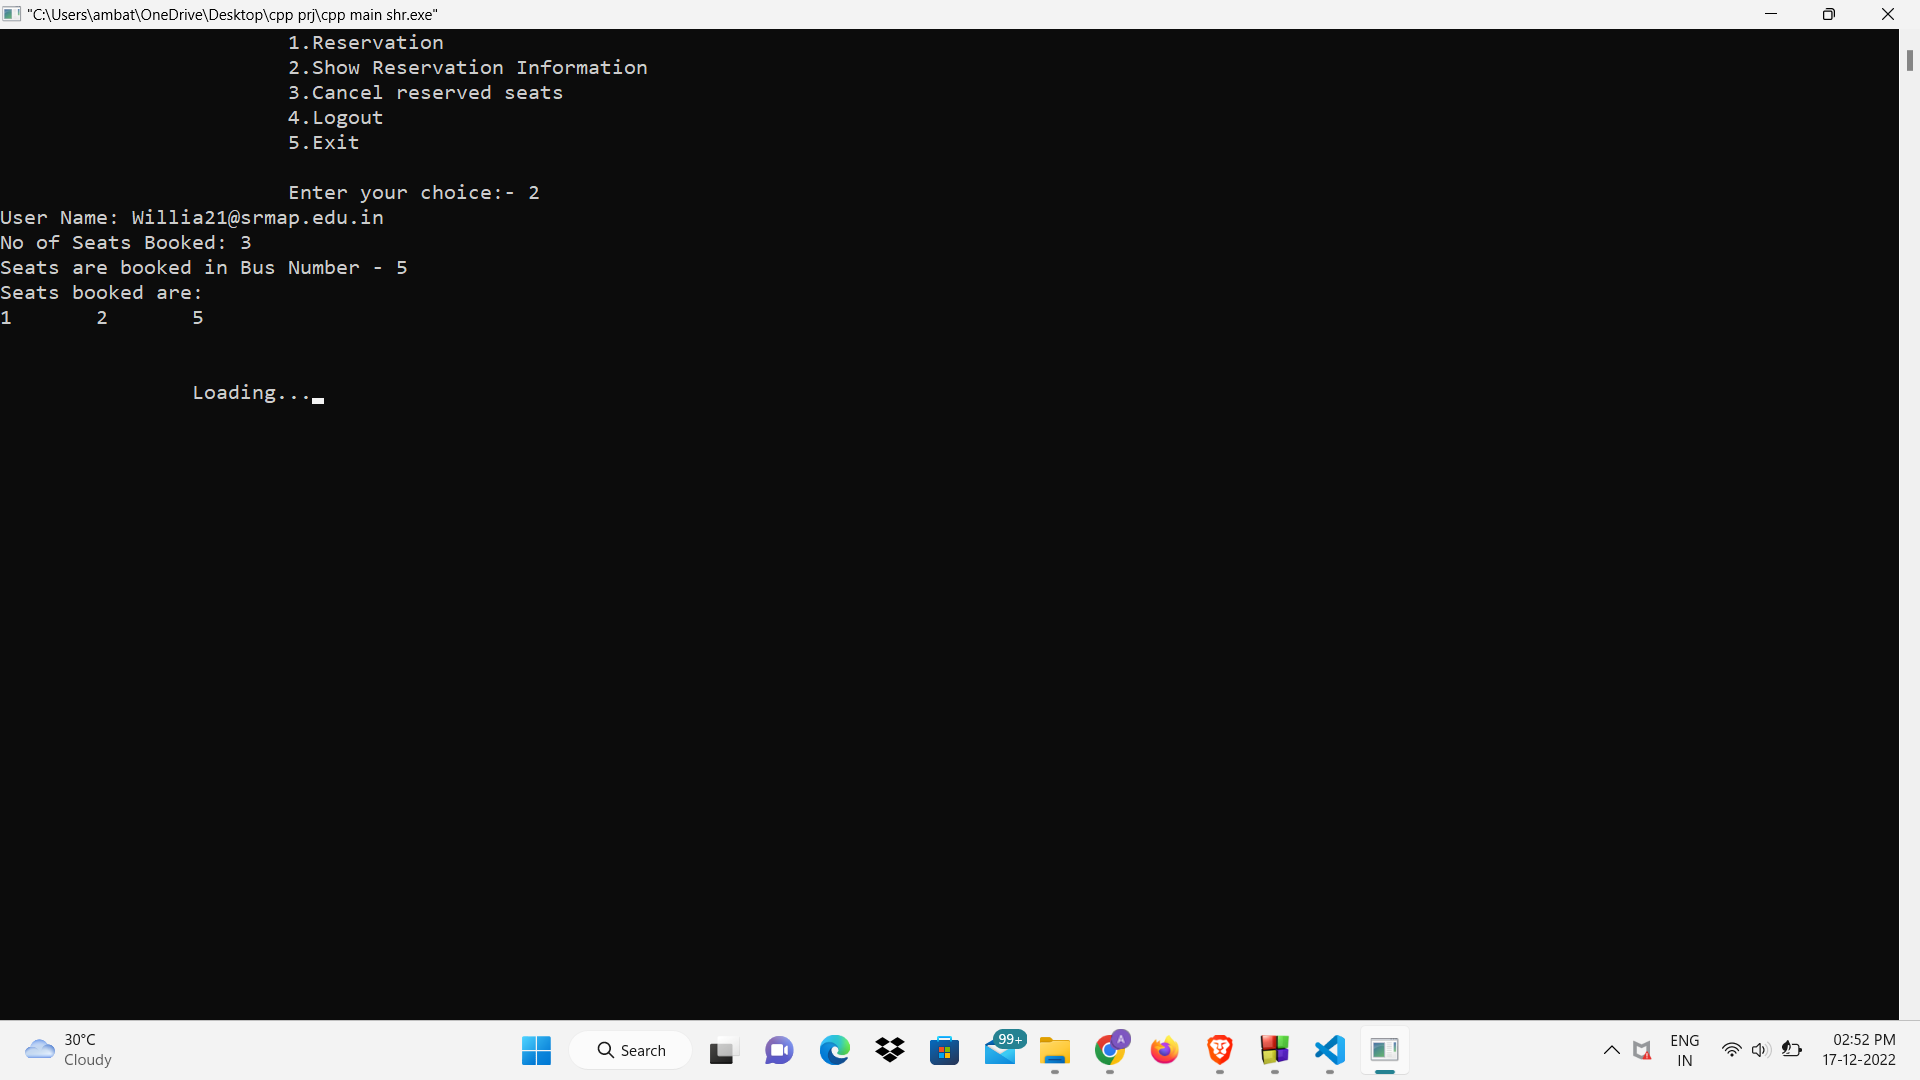 "C:\Users\ambat\OneDrive\Desktop\cpp prj\cpp main shr.exe"
1.Reservation
2.Show Reservation Information
3.Cancel reserved seats
4.Logout
5.Exit
Enter your choice:- 2
User Name: Willia21@srmap.edu.in
No of Seats Booked: 3
Seats are booked in Bus Number - 5
Seats booked are:
1 2 5
Loading...
30°C
Cloudy
Search
99+
A
ENG
IN
02:52 PM
17-12-2022